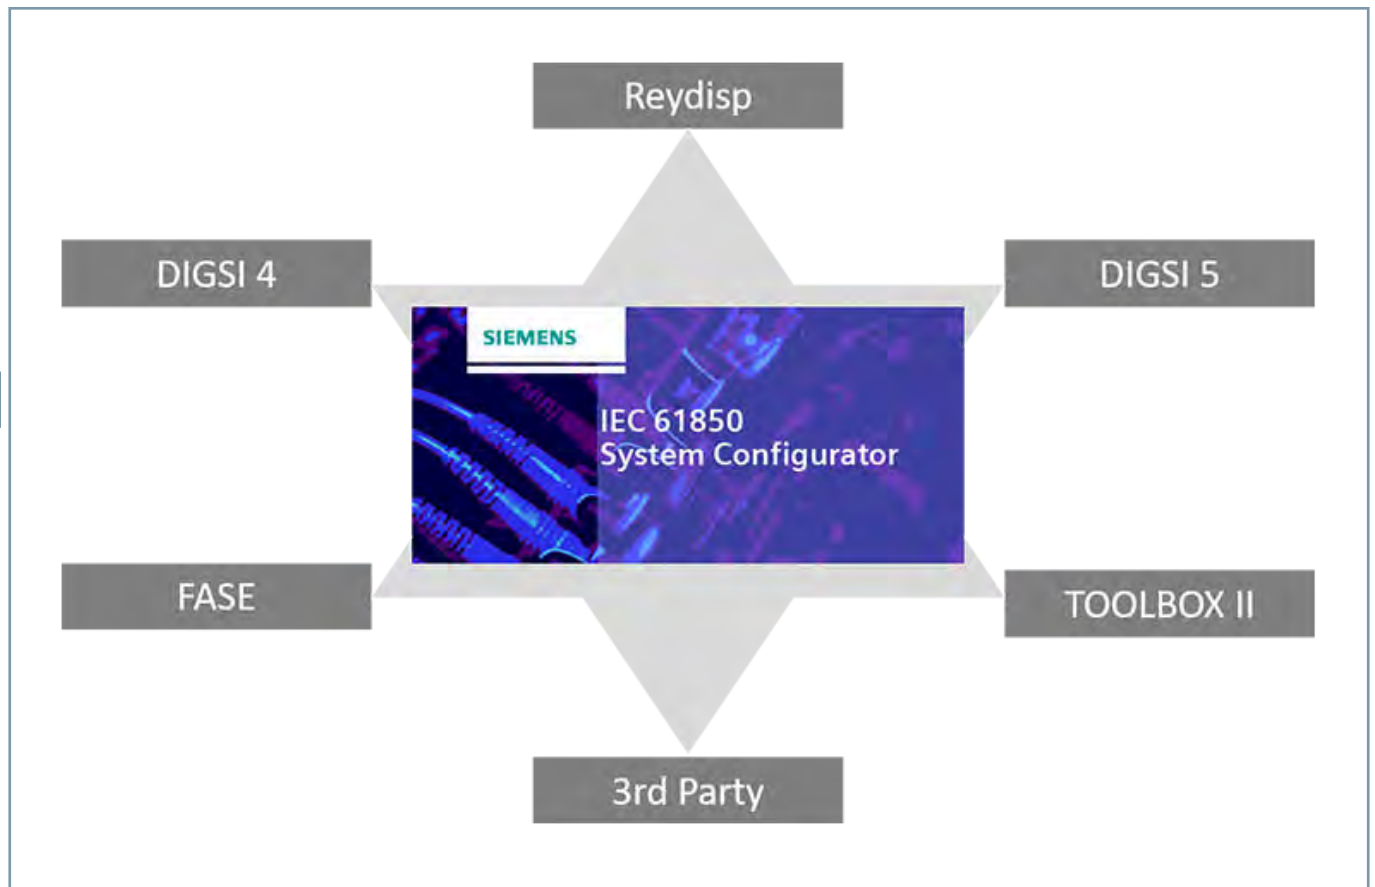 Reydisp
DIGSI 4
DIGSI 5
SIEMENS
IEC 61850
System Configurator
FASE
TOOLBOX II
3rd Party